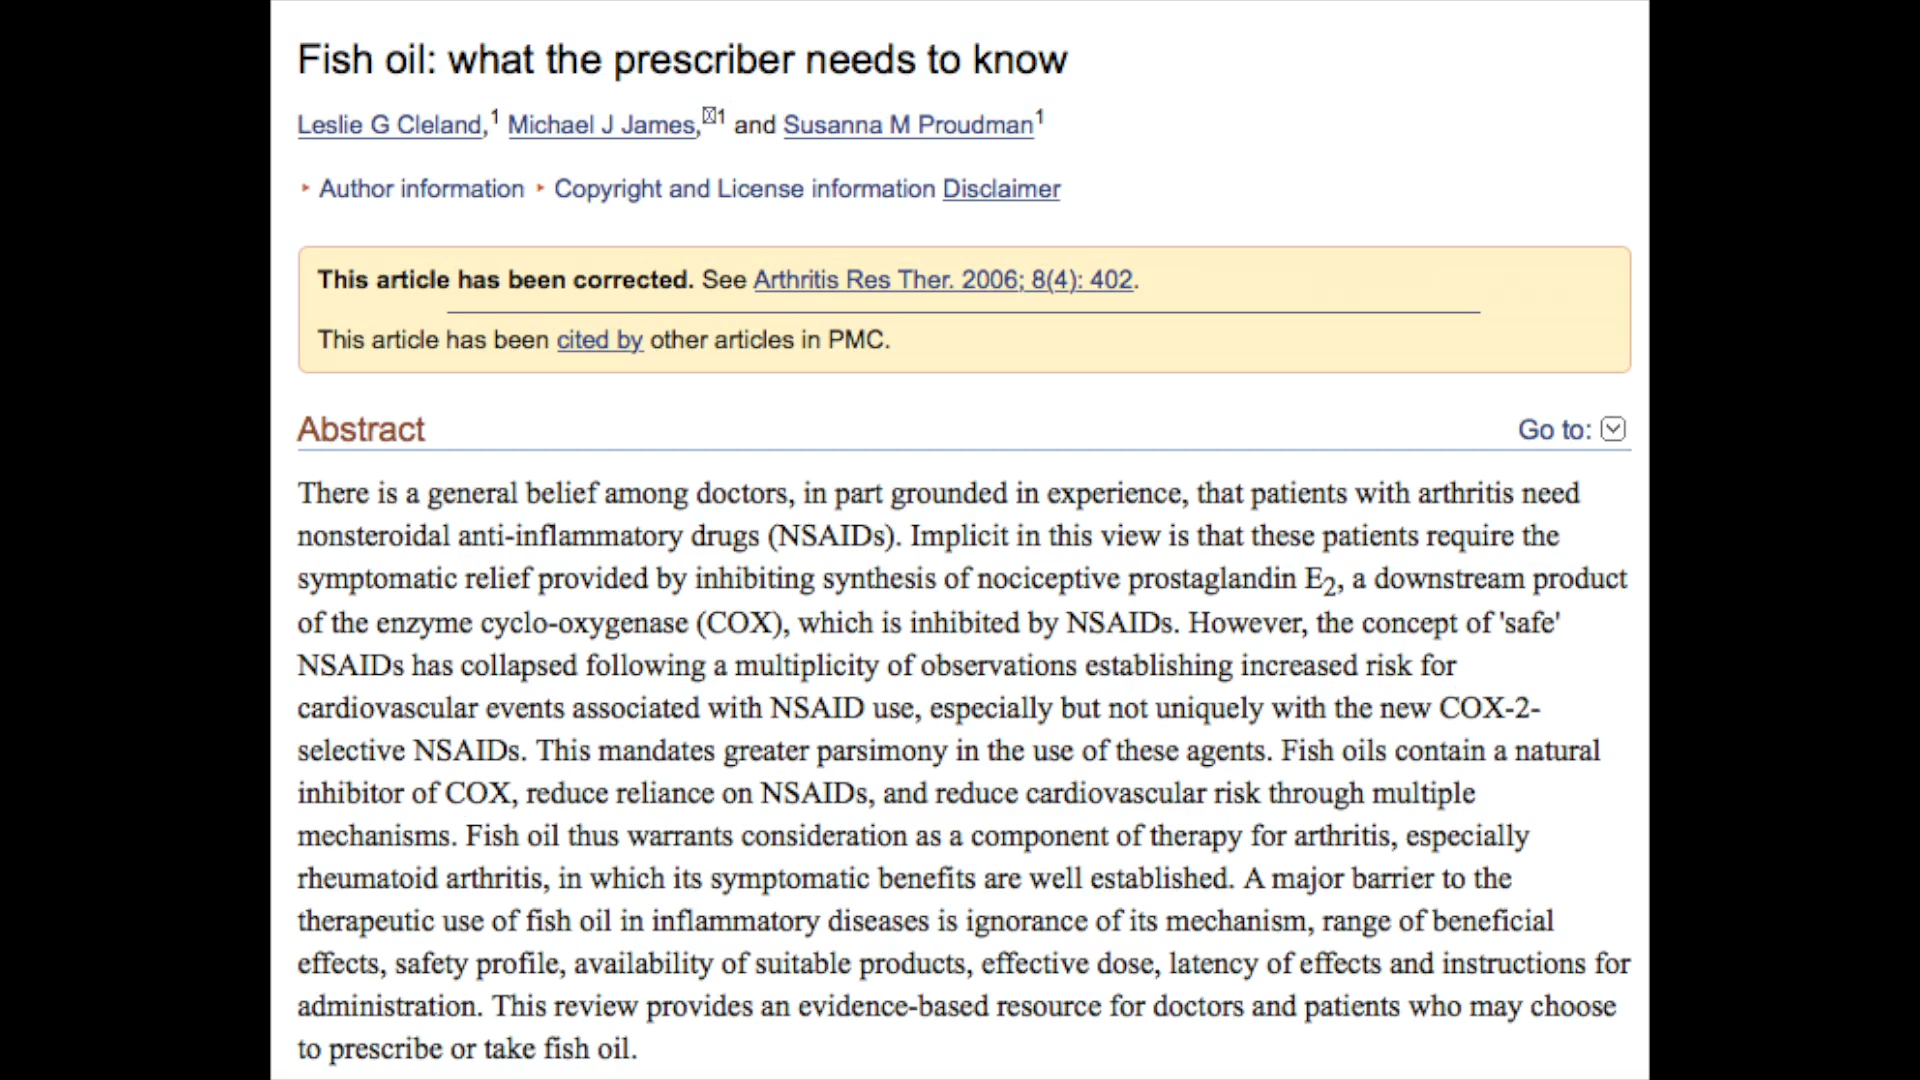 Fish oil: what the prescriber needs to know
Leslie G Cleland,1 Michael J James,1 and Susanna M Proudman1
Author information Copyright and License information Disclaimer
This article has been corrected. See Arthritis Res Ther. 2006; 8(4): 402.
This article has been cited by other articles in PMC.
Abstract
Go to:
There is a general belief among doctors, in part grounded in experience, that patients with arthritis need
nonsteroidal anti-inflammatory drugs (NSAIDs). Implicit in this view is that these patients require the
symptomatic relief provided by inhibiting synthesis of nociceptive prostaglandin E2, a downstream product
of the enzyme cyclo-oxygenase (COX), which is inhibited by NSAIDs. However, the concept of 'safe'
NSAIDs has collapsed following a multiplicity of observations establishing increased risk for
cardiovascular events associated with NSAID use, especially but not uniquely with the new COX-2-
selective NSAIDs. This mandates greater parsimony in the use of these agents. Fish oils contain a natural
inhibitor of COX, reduce reliance on NSAIDs, and reduce cardiovascular risk through multiple
mechanisms. Fish oil thus warrants consideration as a component of therapy for arthritis, especially
rheumatoid arthritis, in which its symptomatic benefits are well established. A major barrier to the
therapeutic use of fish oil in inflammatory diseases is ignorance of its mechanism, range of beneficial
effects, safety profile, availability of suitable products, effective dose, latency of effects and instructions for
administration. This review provides an evidence-based resource for doctors and patients who may choose
to prescribe or take fish oil.